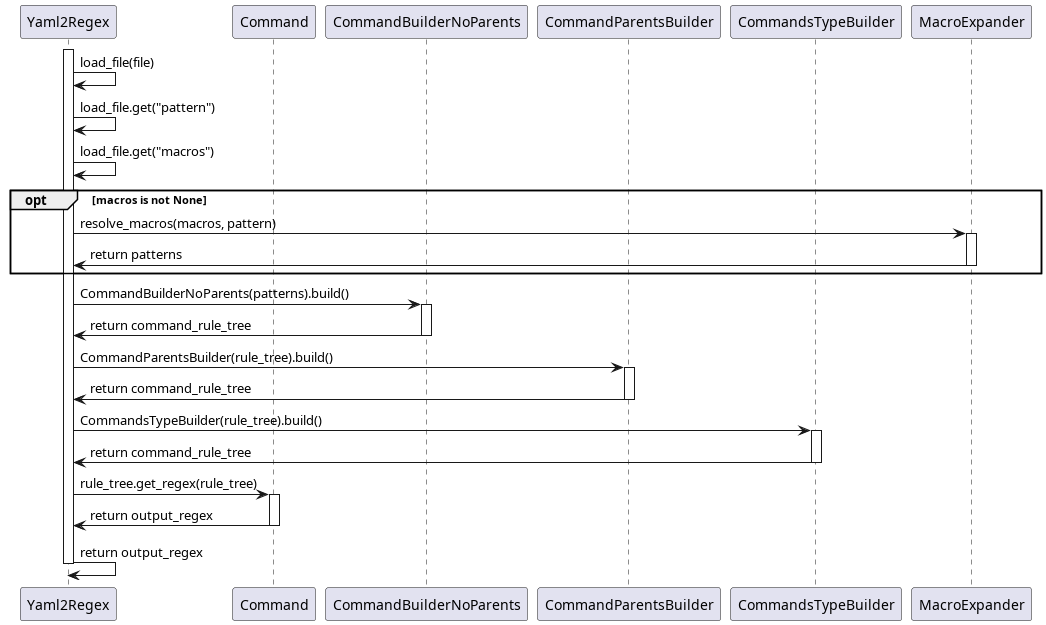 Yaml2Regex Command CommandBuilderNoParents CommandParentsBuilder CommandsTypeBuilder MacroExpander
load_file(file)
load_file.get("pattern")
load_file.get("macros")
opt [macros is not None]
resolve_macros(macros, pattern)
return patterns
CommandBuilderNoParents(patterns).build()
return command_rule_tree
CommandParentsBuilder(rule_tree).build()
return command_rule_tree
CommandsTypeBuilder(rule_tree).build()
return command_rule_tree
rule_tree.get_regex(rule_tree)
return output_regex
return output_regex
Yaml2Regex Command CommandBuilderNoParents CommandParentsBuilder CommandsTypeBuilder MacroExpander